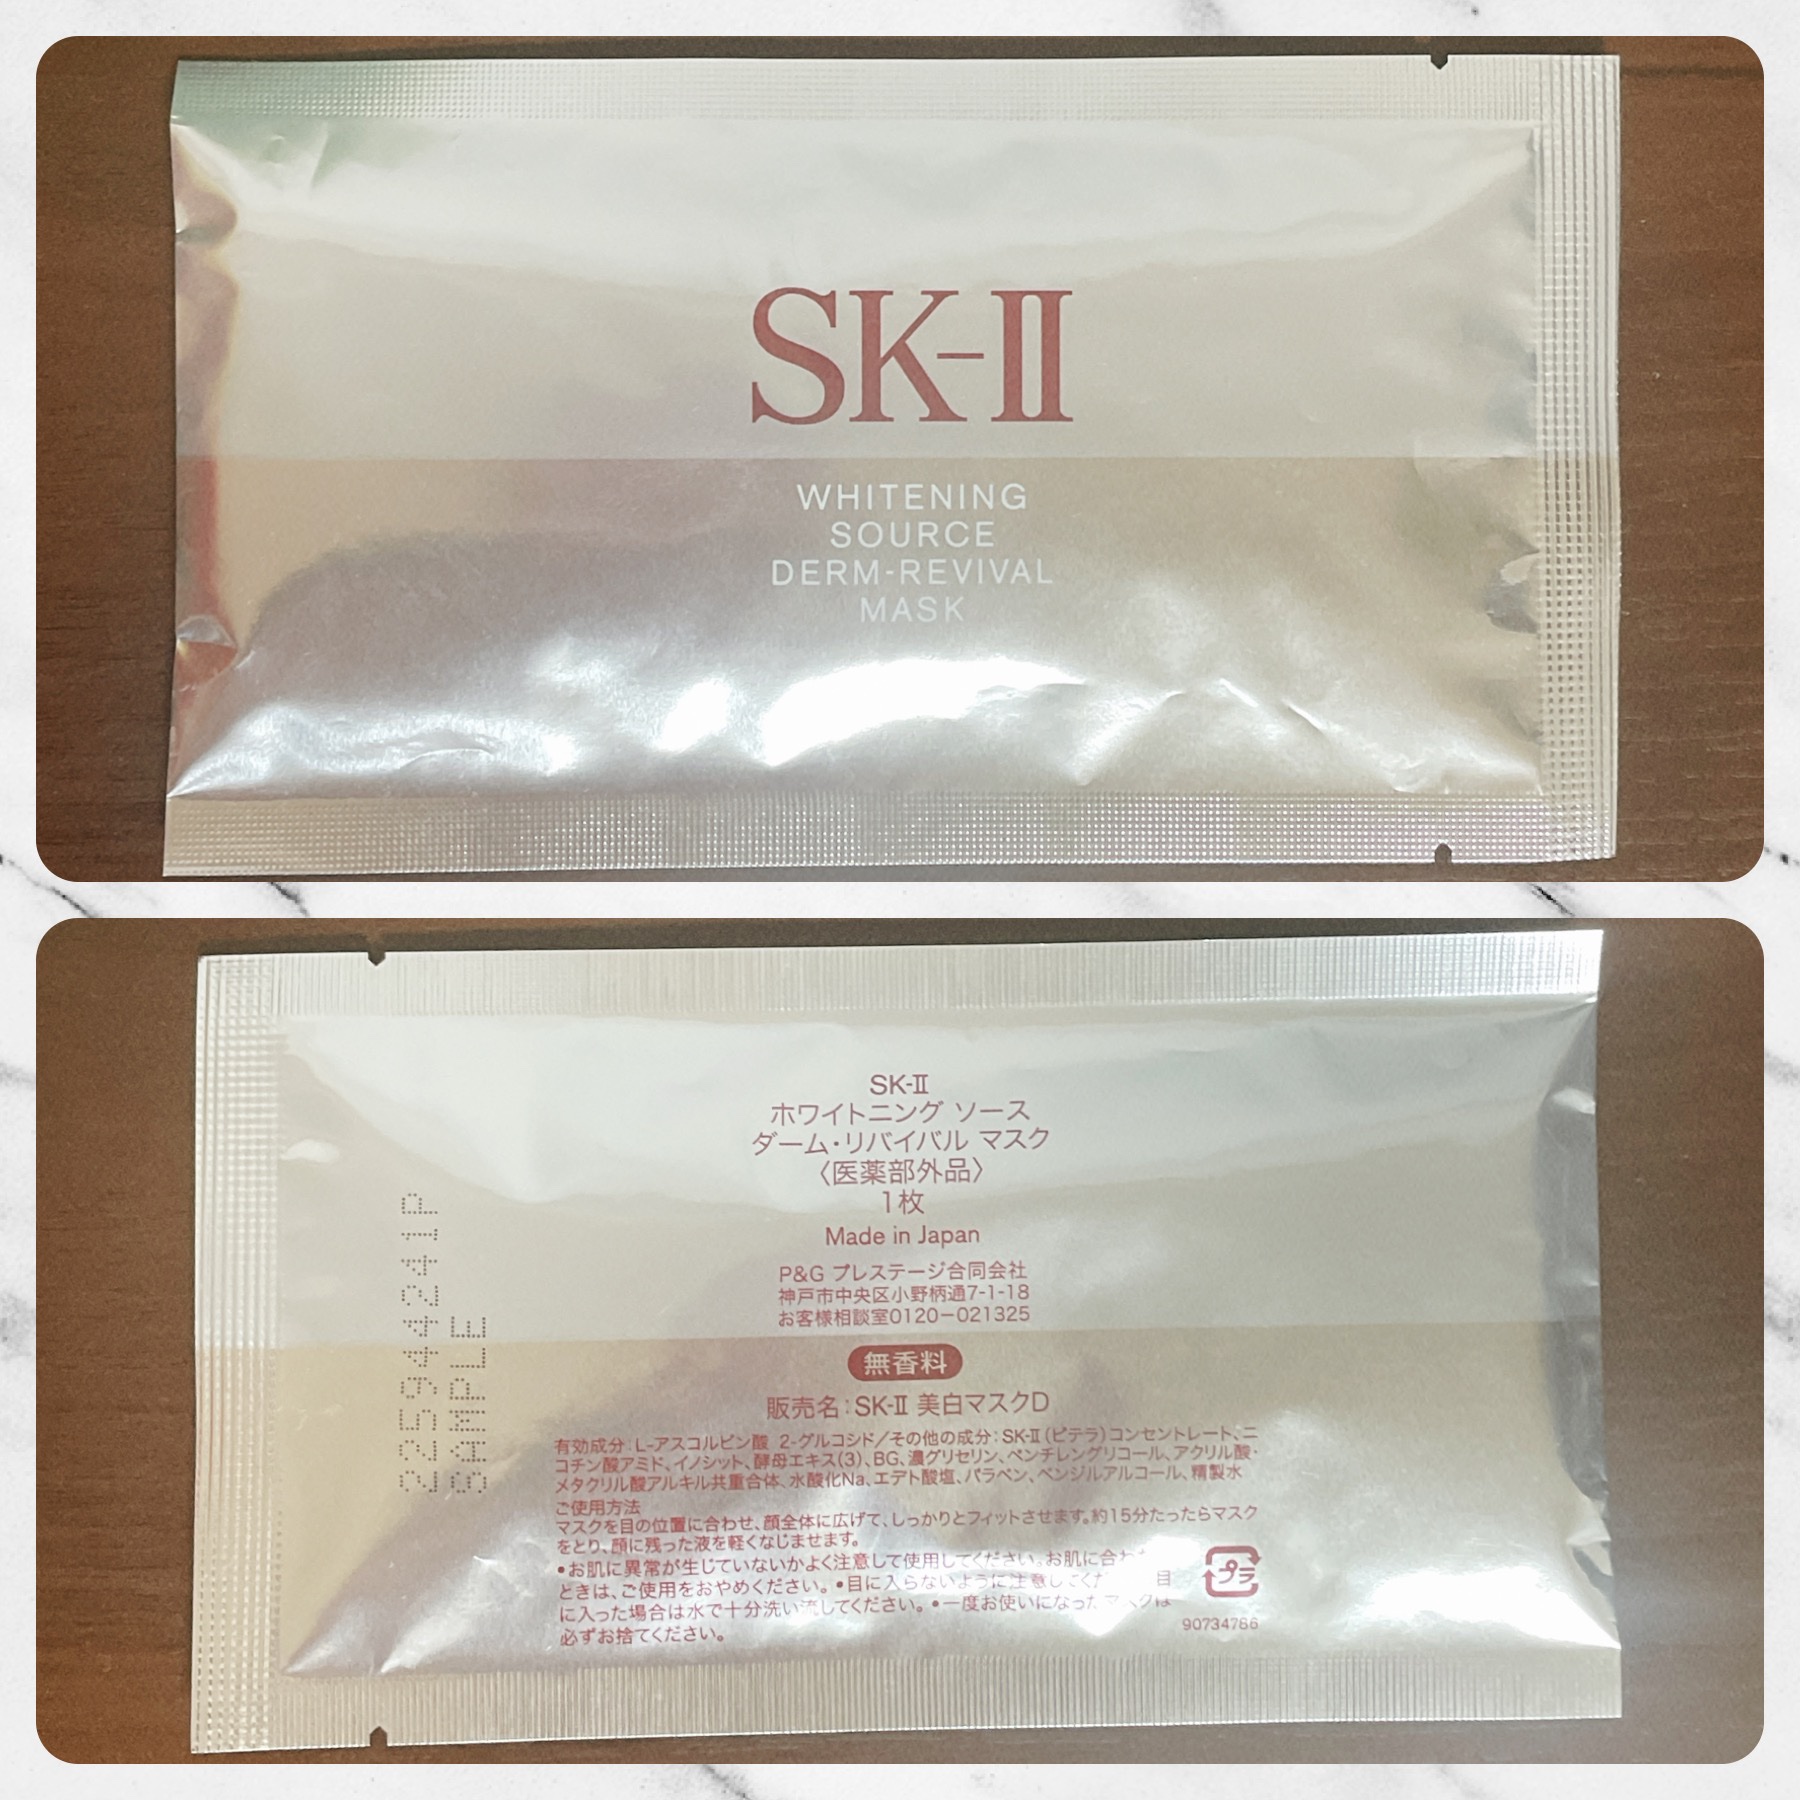 SK-II
WHITENING
SOURCE
DERM-REVIVAL
MASK
SK-II
ホワイトニング ソース
ダーム・リバイバル マスク
〈医薬部外品〉
1枚
Made in Japan
P&G プレステージ合同会社
神戸市中央区小野柄通7-1-18
お客様相談室0120-021325
無香料
販売名:SK-II 美白マスクD
有効成分:L-アスコルビン酸 2-グルコシド/その他の成分:SK-II(ピテラ)コンセントレート、ニ
コチン酸アミド、イノシット、酵母エキス(3)、BG、濃グリセリン、ペンチレングリコール、アクリル酸・
メタクリル酸アルキル共重合体、水酸化Na、エデト酸塩、パラベン、ベンジルアルコール、精製水
ご使用方法
マスクを目の位置に合わせ、顔全体に広げて、しっかりとフィットさせます。約15分たったらマスク
をとり、顔に残った液を軽くなじませます。
•お肌に異常が生じていないかよく注意して使用してください。お肌に合わ
ときは、ご使用をおやめください。•目に入らないように注意してくだ 目
に入った場合は水で十分洗い流してください。•一度お使いになったマスクは
必ずお捨てください。
プラ
90734766
225944241P
SAMPLE